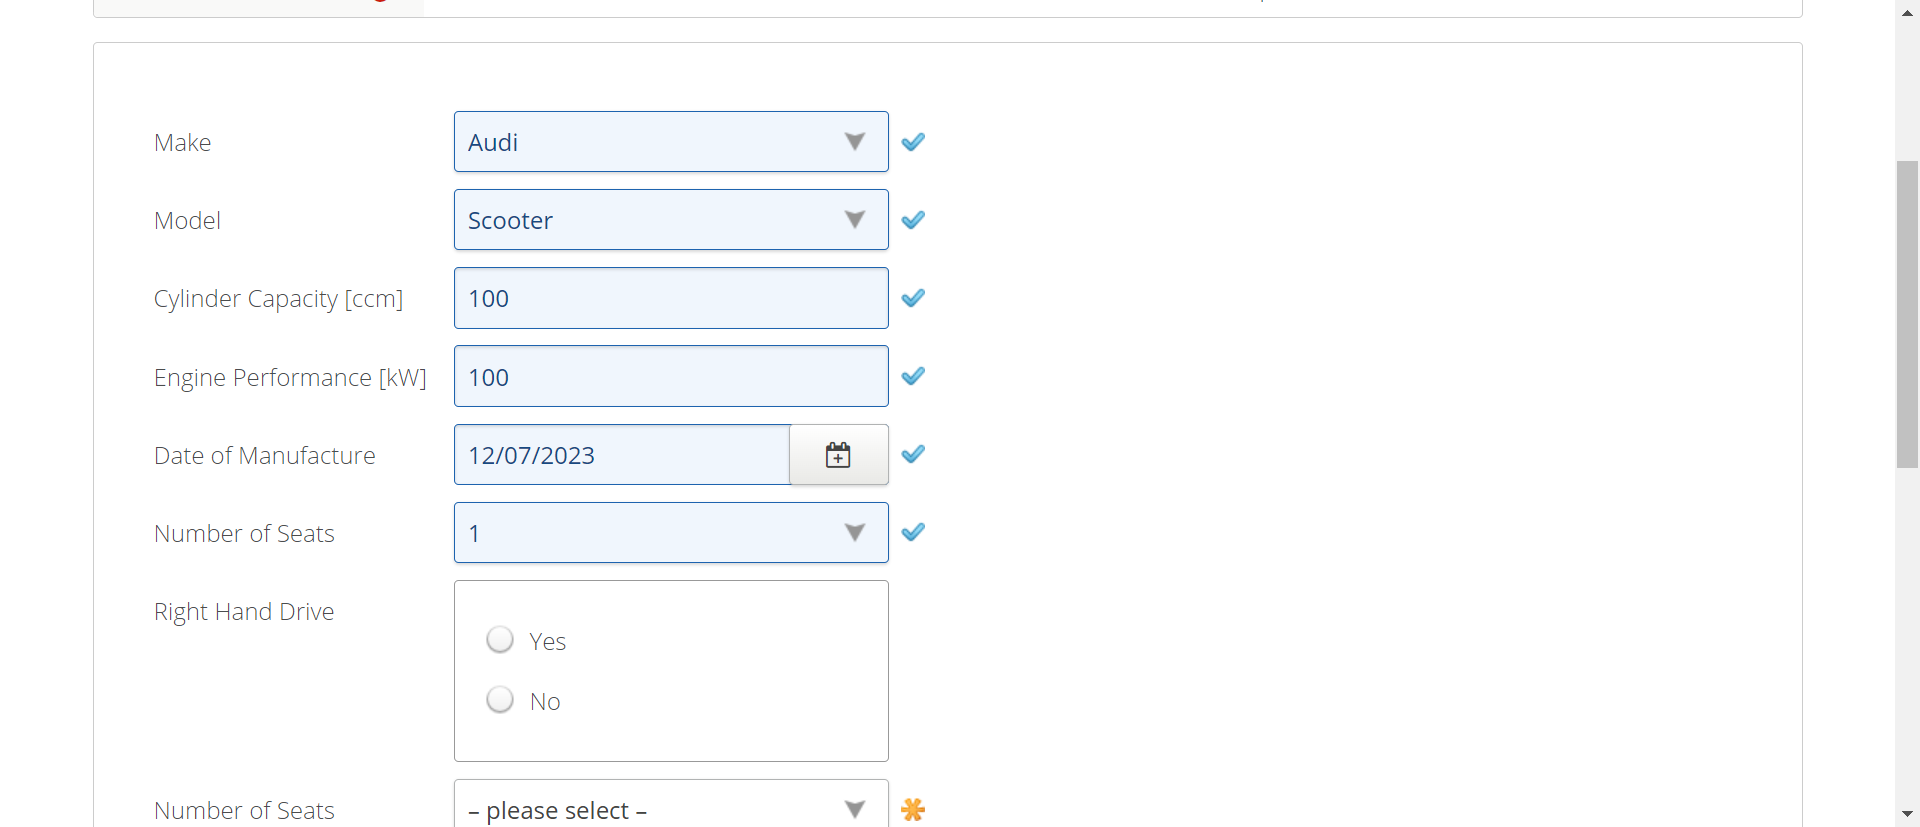 Make
Audi
Model
Scooter
Cylinder Capacity [ccm]
100
Engine Performance [kW]
100
Date of Manufacture
12/07/2023
Number of Seats
1
Right Hand Drive
Yes
No
Number of Seats
– please select –